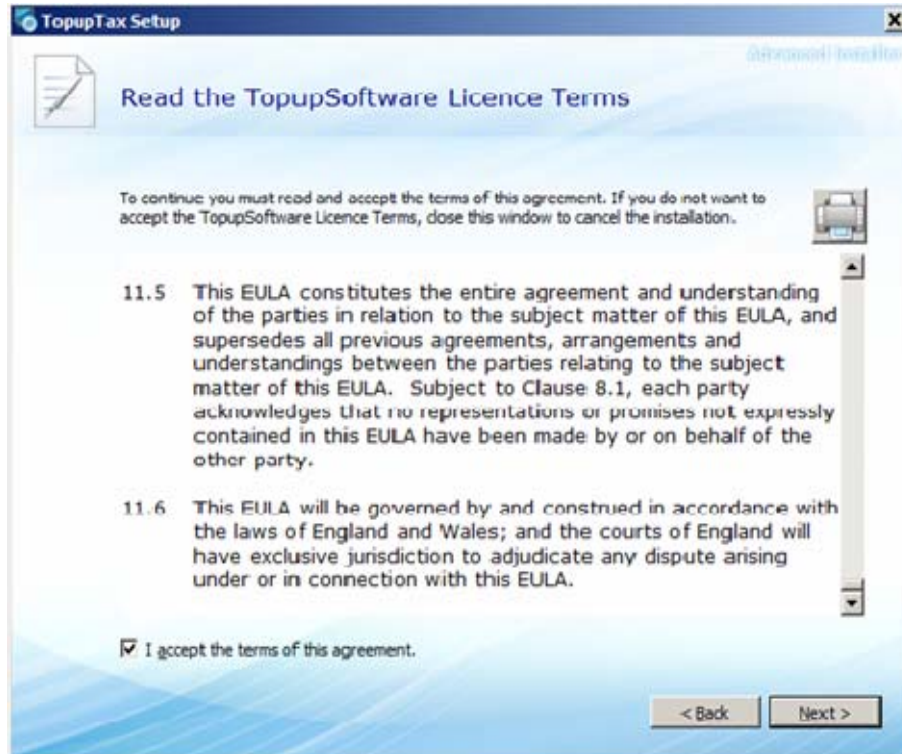 TopupTax Setup
Advanced Installer
Read the TopupSoftware Licence Terms
To continue you must read and accept the terms of this agreement. If you do not want to
accept the TopupSoftware Licence Terms, close this window to cancel the installation.
11.5 This EULA constitutes the entire agreement and understanding
of the parties in relation to the subject matter of this EULA, and
supersedes all previous agreements, arrangements and
understandings between the parties relating to the subject
matter of this EULA. Subject to Clause 8.1, each party
acknowledges that no representations or promises not expressly
contained in this EULA have been made by or on behalf of the
other party.
11.6 This EULA will be governed by and construed in accordance with
the laws of England and Wales; and the courts of England will
have exclusive jurisdiction to adjudicate any dispute arising
under or in connection with this EULA.
I accept the terms of this agreement.
< Back Next >